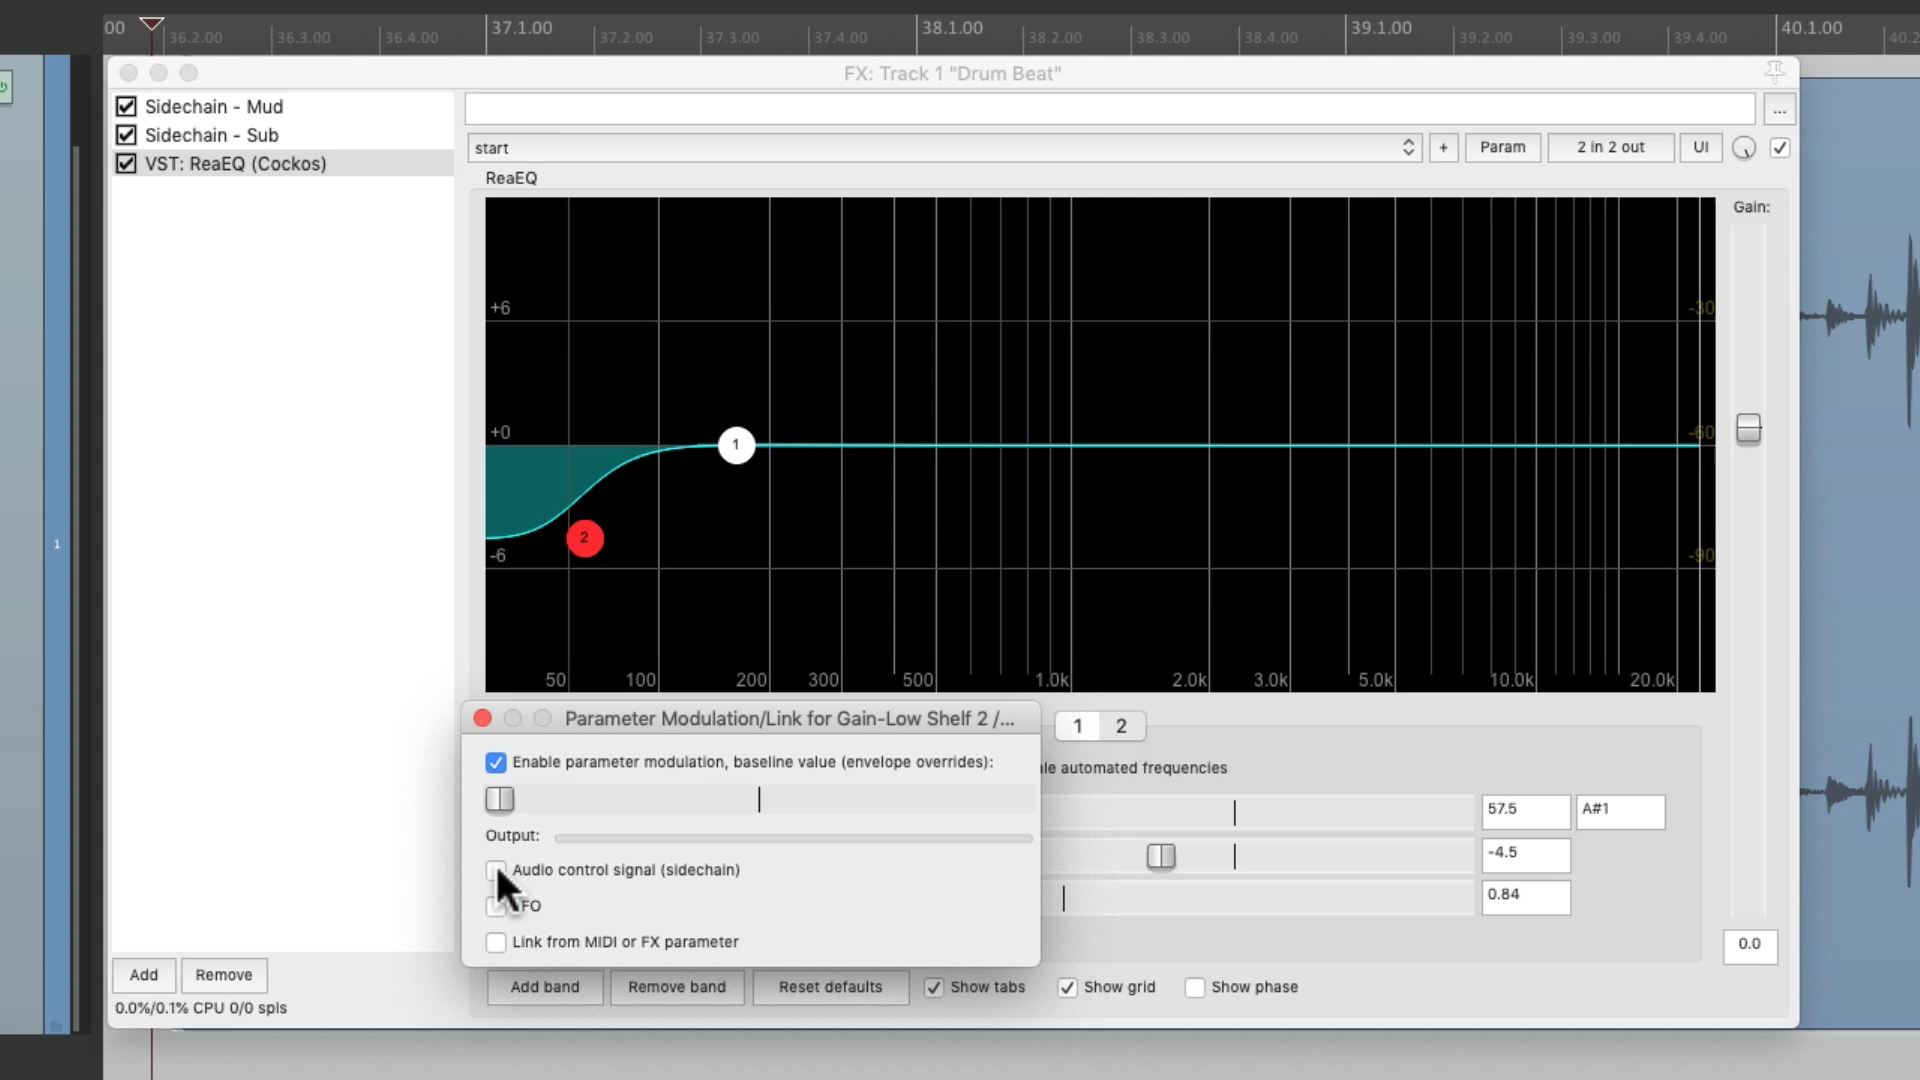 00 37.1.00 38.1.00 39.1.00 40.1.00
36.2.00 36.3.00 36.4.00 37.2.00 37.3.00 37.4.00 38.2.00 38.3.00 38.4.00 39.2.00 39.3.00 39.4.00 40.2
FX: Track 1 "Drum Beat"
Sidechain - Mud
Sidechain - Sub
VST: ReaEQ (Cockos)
...
start
+ Param 2 in 2 out UI
ReaEQ
Gain:
+6 -30
+0 1 -60
2
-6 -90
50 100 200 300 500 1.0k 2.0k 3.0k 5.0k 10.0k 20.0k
1
Parameter Modulation/Link for Gain-Low Shelf 2 /...
1 2
Enable parameter modulation, baseline value (envelope overrides):
automated frequencies
57.5 A#1
Output:
-4.5
Audio control signal (sidechain)
0.84
FO
Link from MIDI or FX parameter
0.0
Add Remove
Add band Remove band Reset defaults Show tabs Show grid Show phase
0.0%/0.1% CPU 0/0 spls